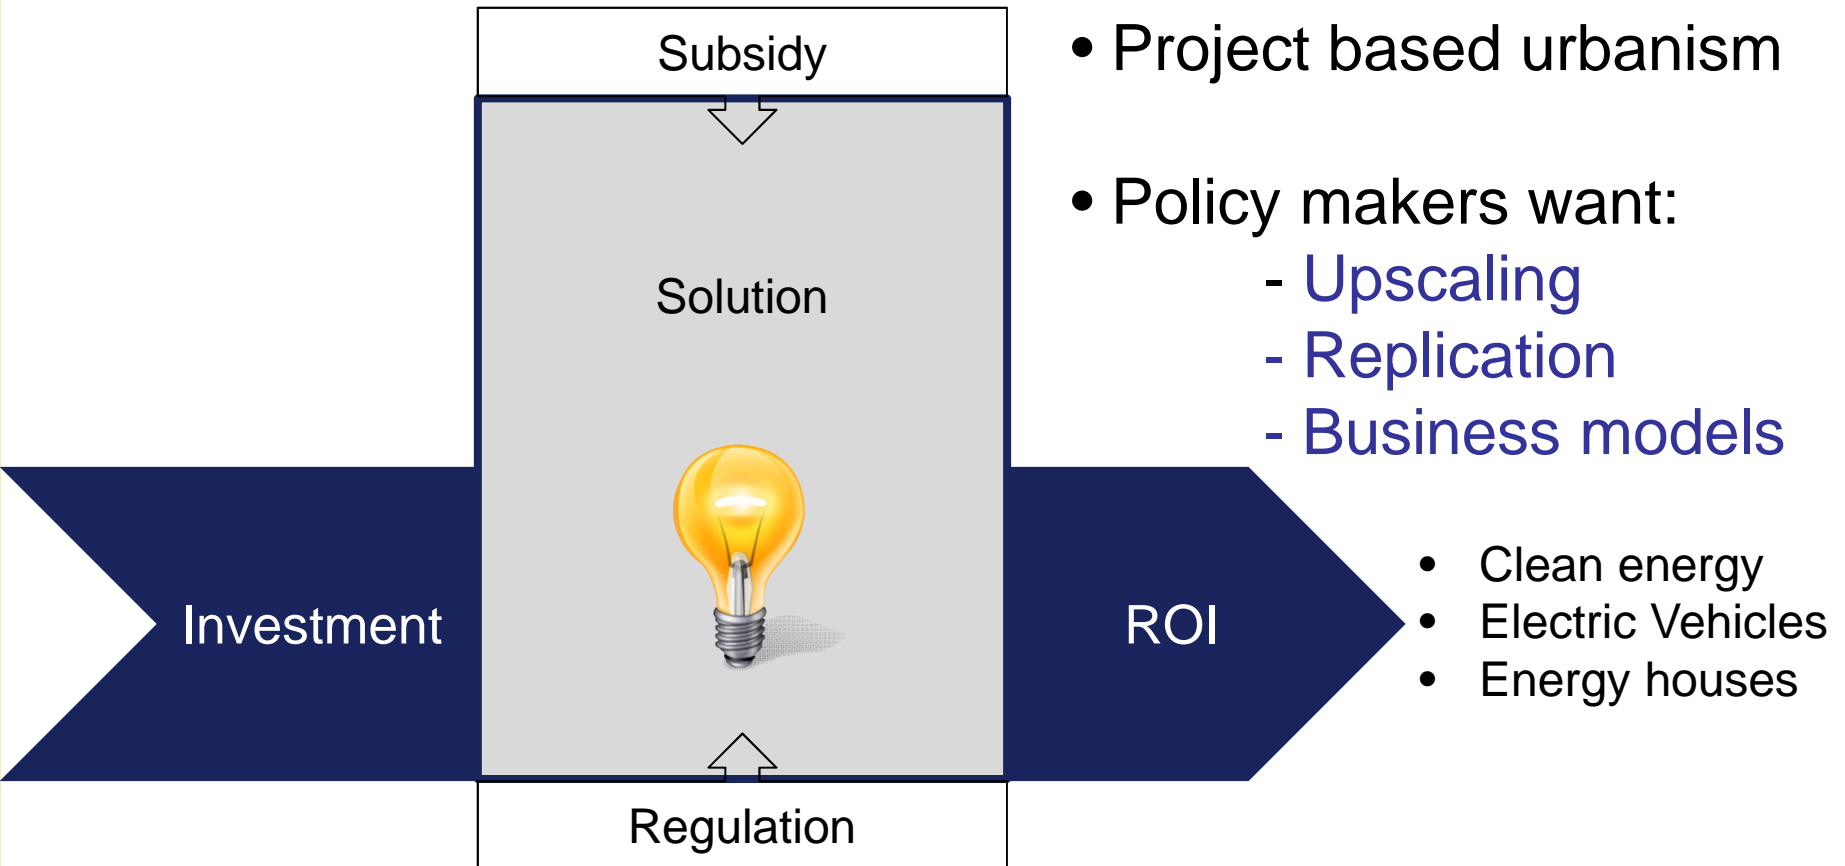 Subsidy
Solution
Investment
ROI
Regulation
• Project based urbanism
• Policy makers want:
- Upscaling
- Replication
- Business models
• Clean energy
• Electric Vehicles
• Energy houses